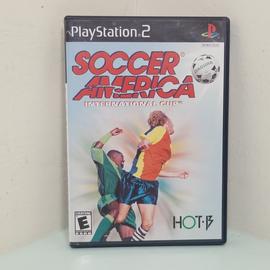 PlayStation 2
SOCCER
AMERICA
INTERNATIONAL CUP
E
HOT·B